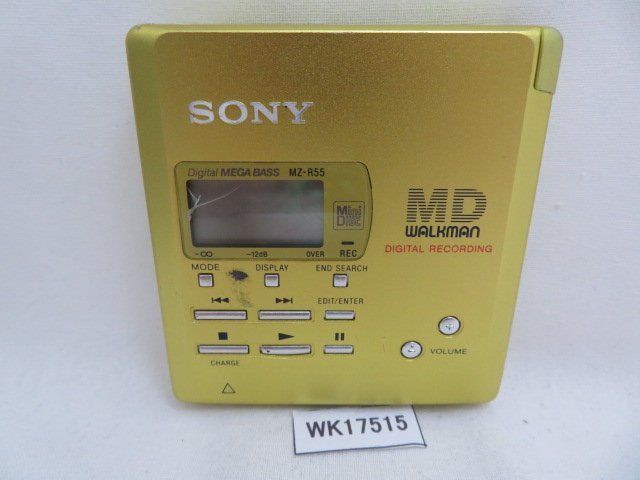 SONY
Digital MEGA BASS MZ-R55
Mini Disc
-∞ -12dB OVER REC
MD
WALKMAN
DIGITAL RECORDING
MODE DISPLAY END SEARCH
EDIT/ENTER
VOLUME
CHARGE
WK17515